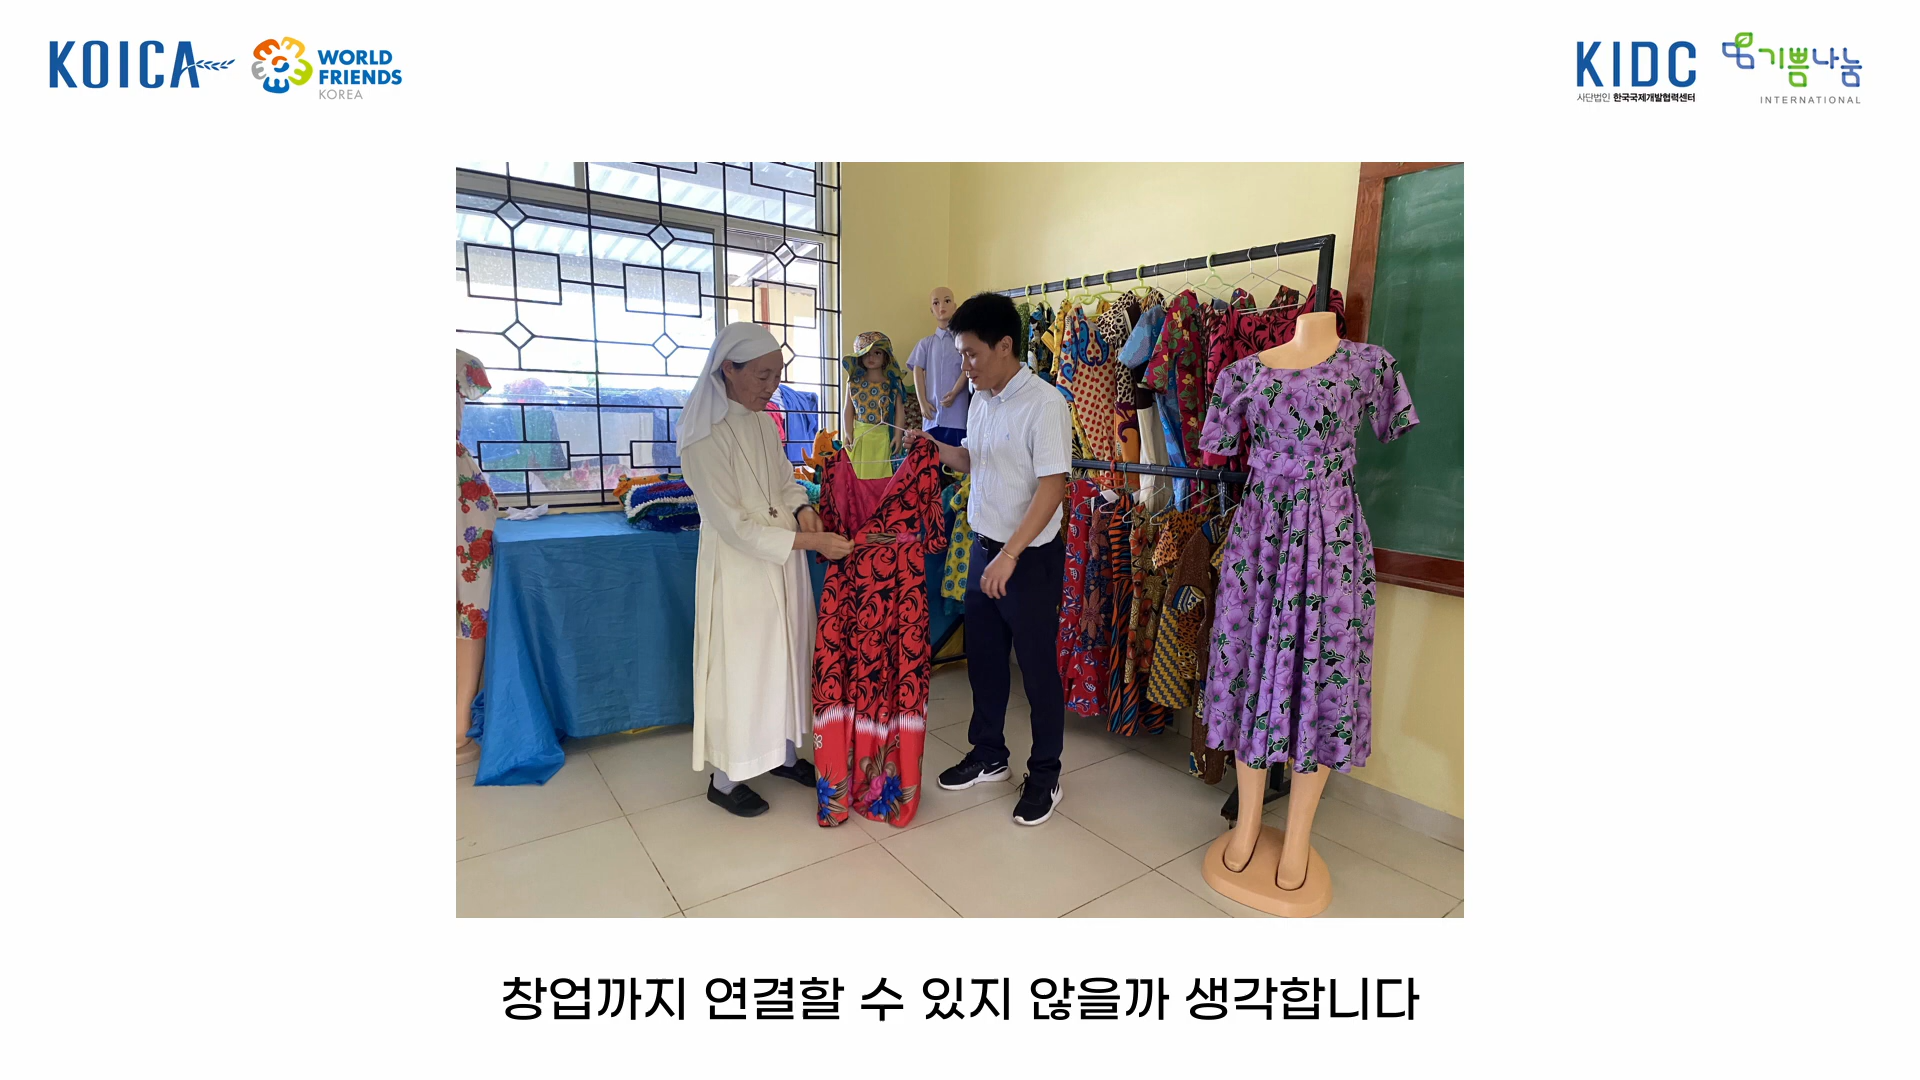 KOICA
WORLD
FRIENDS
KOREA
KIDC
사단법인 한국국제개발협력센터
기쁨나눔
INTERNATIONAL
창업까지 연결할 수 있지 않을까 생각합니다